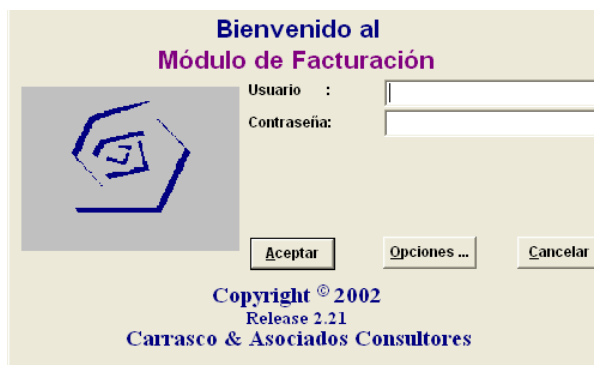 Bienvenido al
Módulo de Facturación
Usuario :
Contraseña:
Aceptar Opciones ... Cancelar
Copyright © 2002
Release 2.21
Carrasco & Asociados Consultores